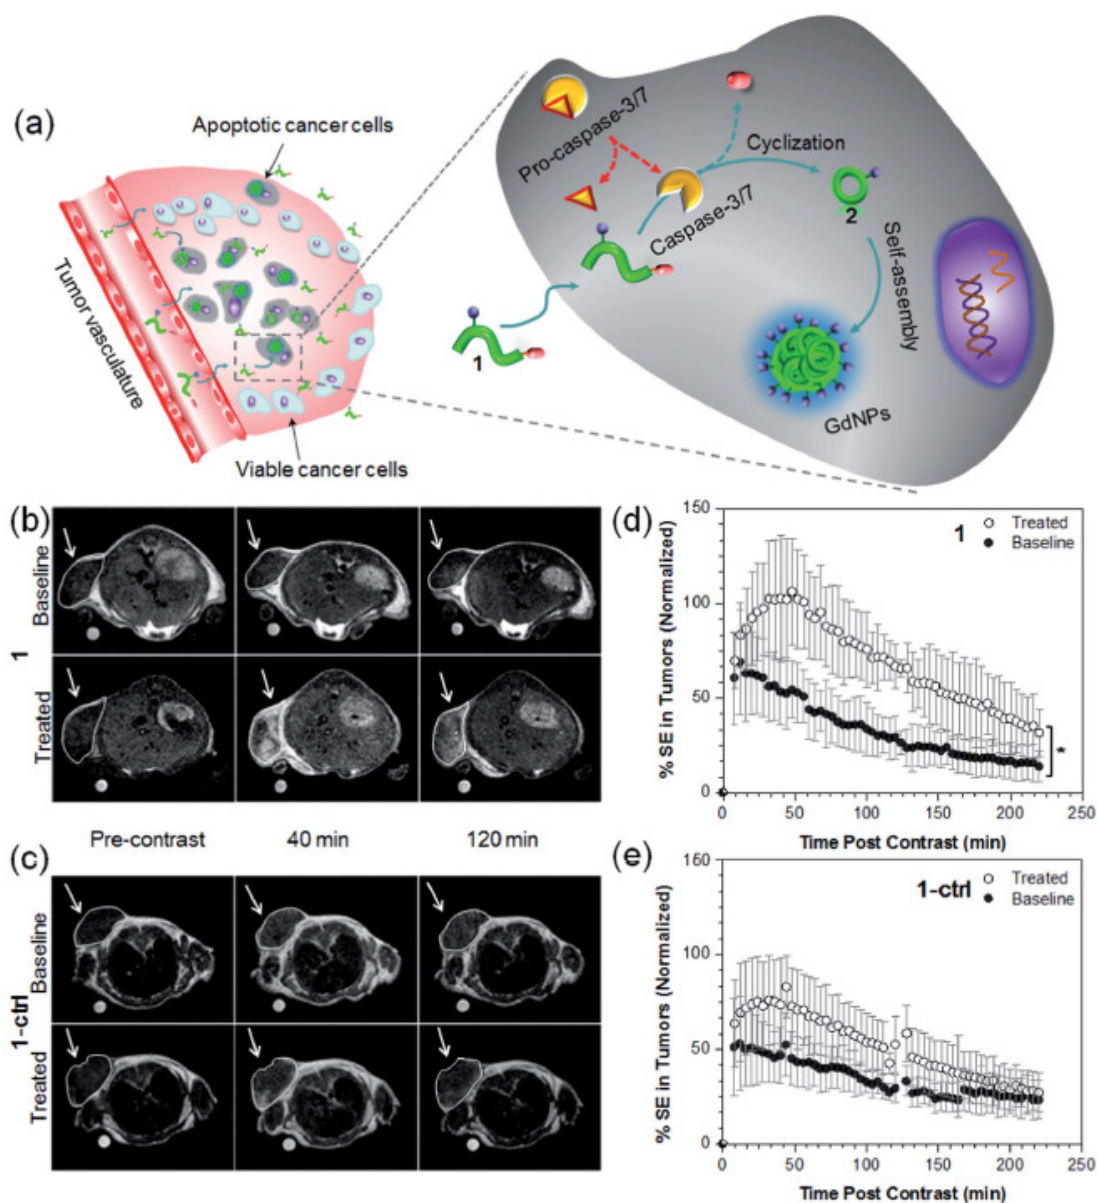 (a)
Apoptotic cancer cells
Tumor vasculature
Viable cancer cells
Pro-caspase-3/7
Caspase-3/7
Cyclization
1
2
Self-assembly
GdNPs
(b)
1
Baseline
Treated
Pre-contrast 40 min 120 min
(c)
1-ctrl
Baseline
Treated
(d)
% SE in Tumors (Normalized)
150
100
50
0
1
Treated
Baseline
*
0 50 100 150 200 250
Time Post Contrast (min)
(e)
% SE in Tumors (Normalized)
150
100
50
0
1-ctrl
Treated
Baseline
0 50 100 150 200 250
Time Post Contrast (min)